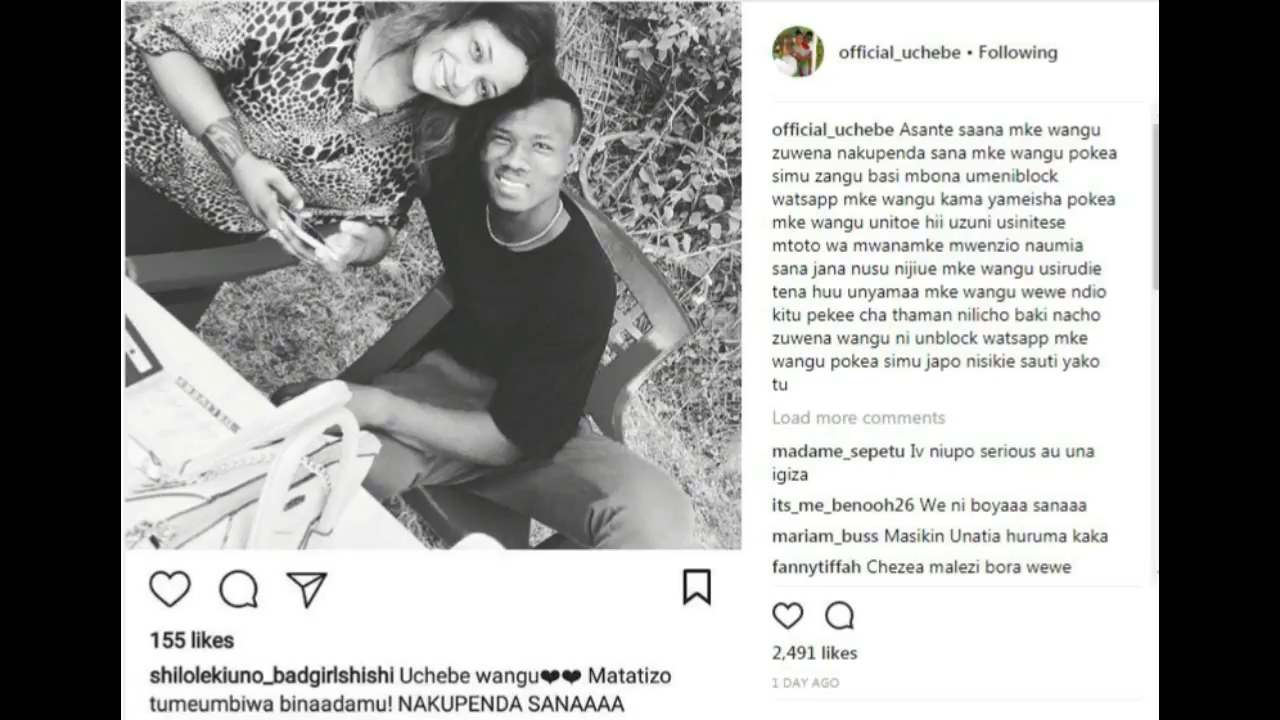 official_uchebe • Following
official_uchebe Asante saana mke wangu
zuwena nakupenda sana mke wangu pokea
simu zangu basi mbona umeniblock
watsapp mke wangu kama yameisha pokea
mke wangu unitoe hii uzuni usinitese
mtoto wa mwanamke mwenzio naumia
sana jana nusu nijiue mke wangu usirudie
tena huu unyamaa mke wangu wewe ndio
kitu pekee cha thaman nilicho baki nacho
zuwena wangu ni unblock watsapp mke
wangu pokea simu japo nisikie sauti yako
tu
Load more comments
madame_sepetu Iv niupo serious au una
igiza
its_me_benooh26 We ni boyaaa sanaaa
mariam_buss Masikin Unatia huruma kaka
fannytiffah Chezea malezi bora wewe
2,491 likes
1 DAY AGO
155 likes
shilolekiuno_badgirlshishi Uchebe wangu❤❤ Matatizo
tumeumbiwa binaadamu! NAKUPENDA SANAAAA